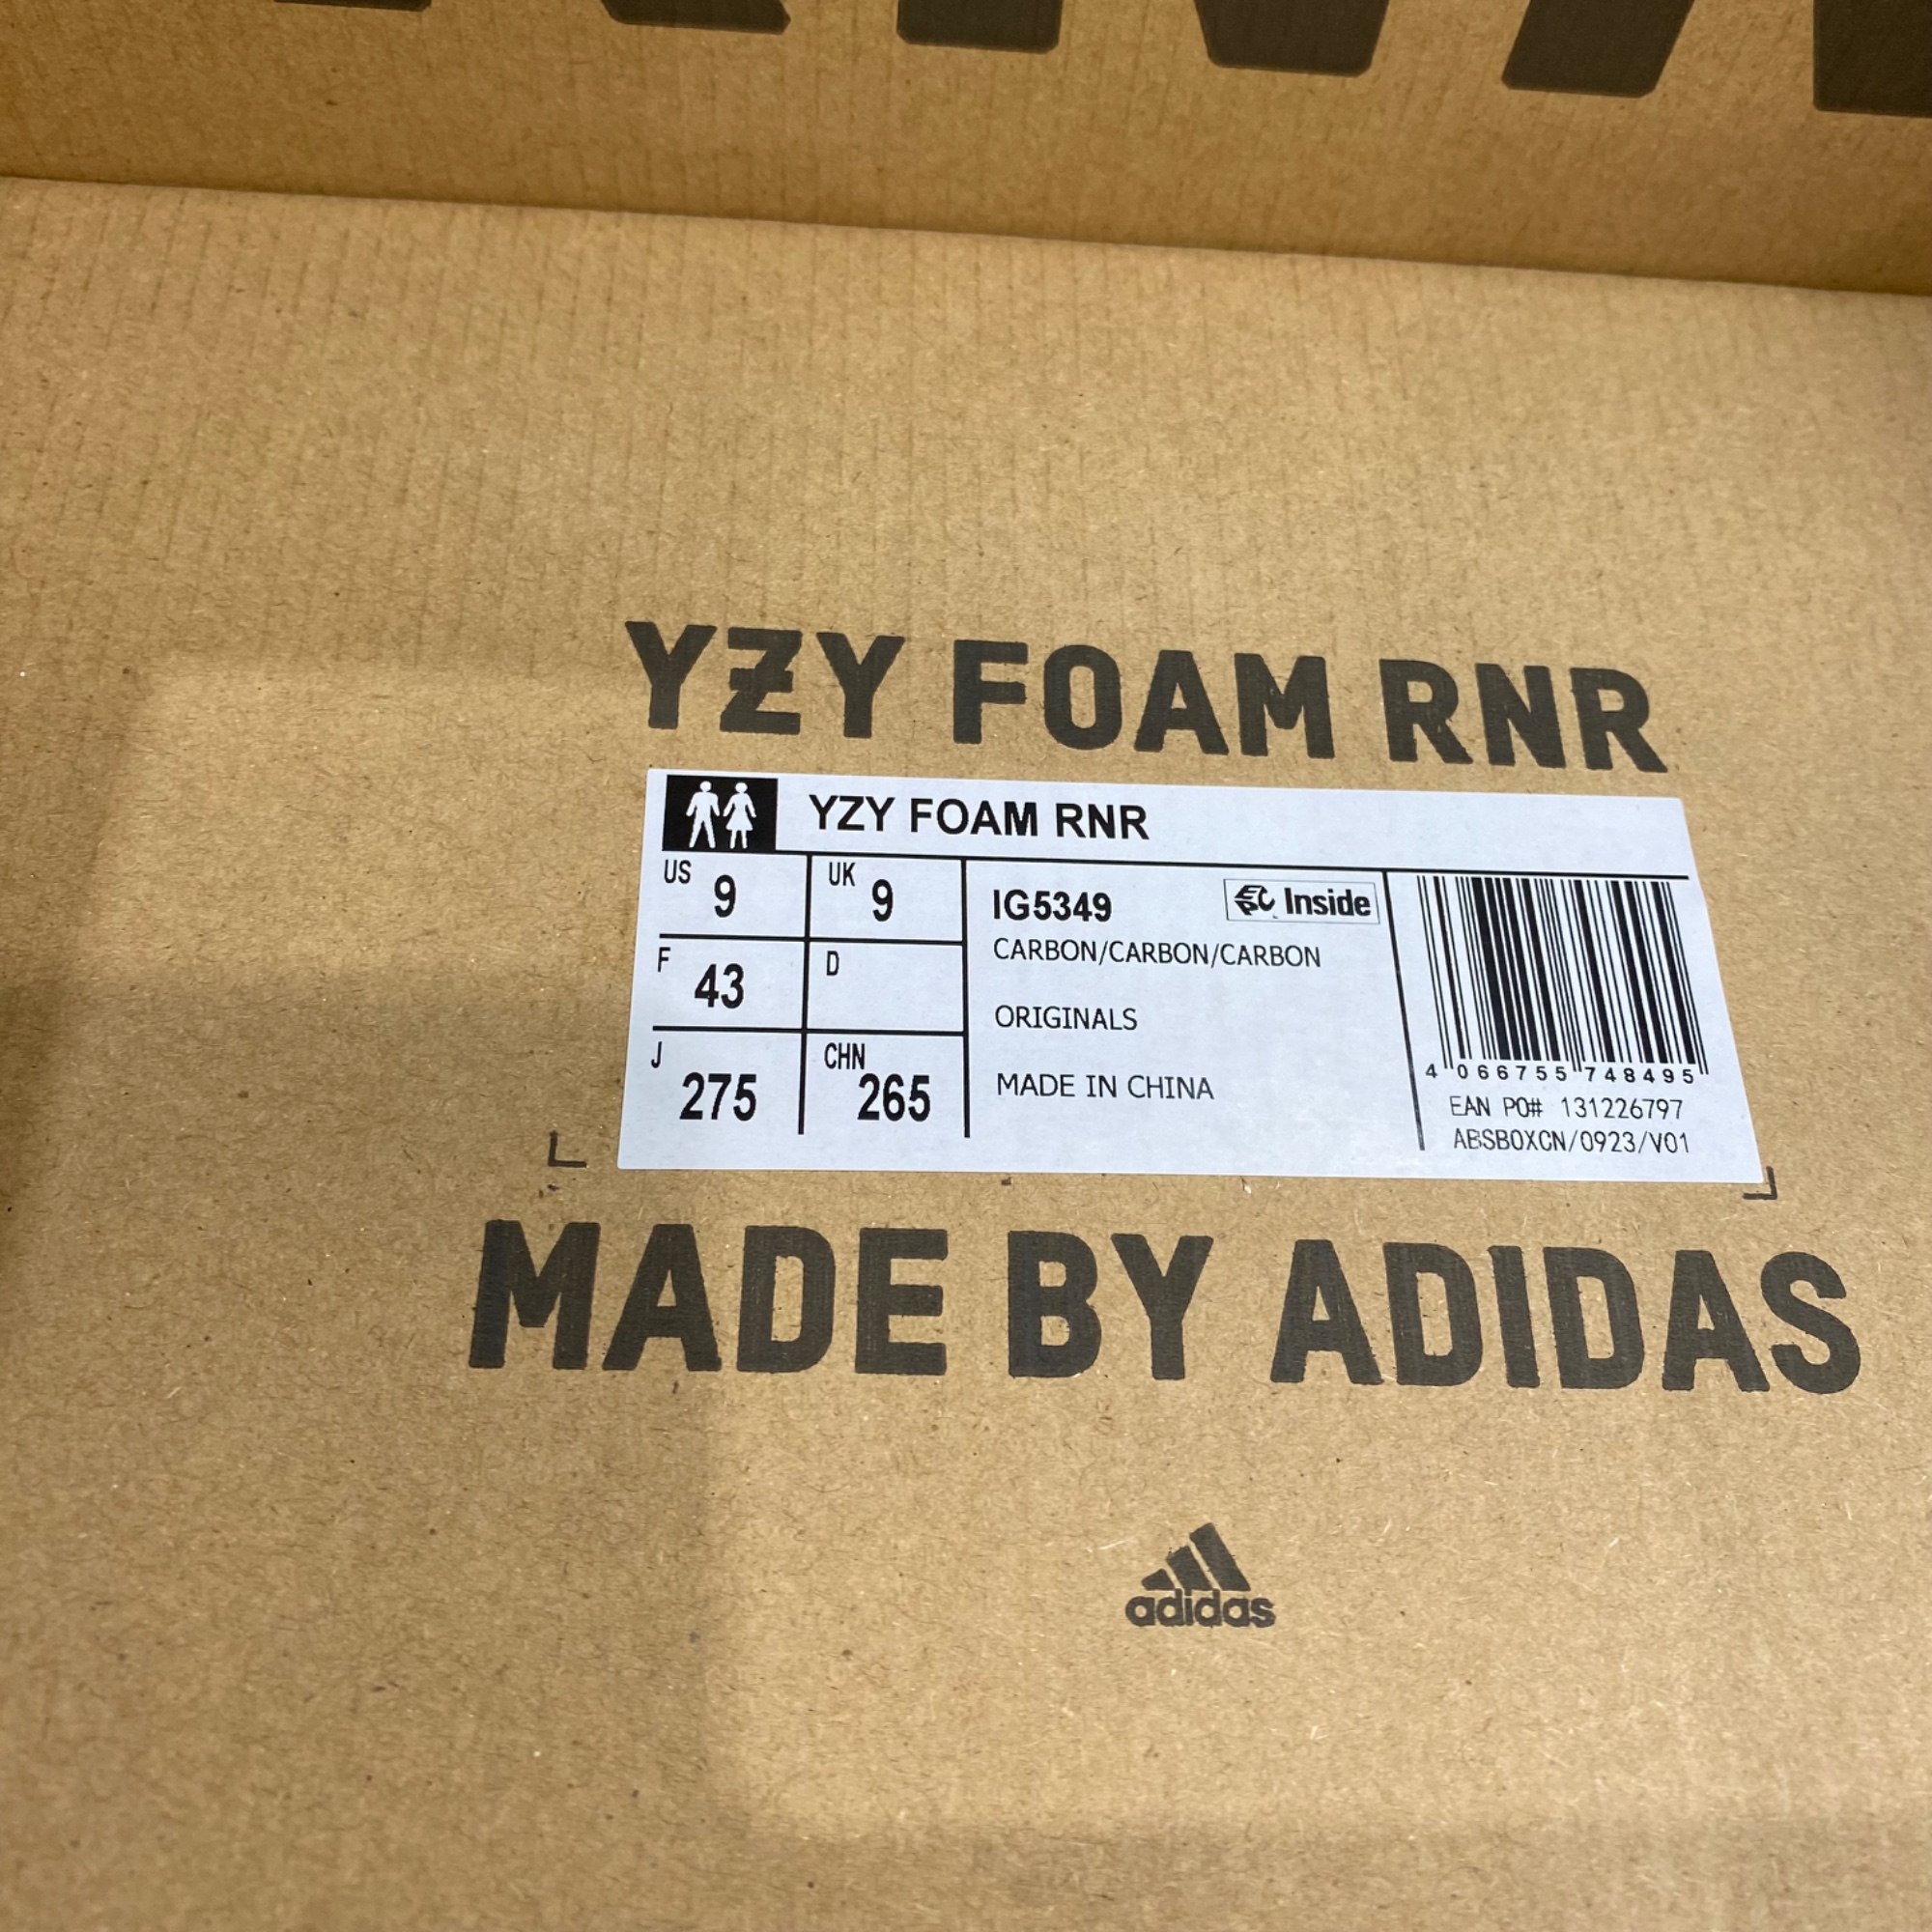 YZY FOAM RNR
YZY FOAM RNR
US 9 UK 9
F 43 D
J 275 CHN 265
IG5349 EPC Inside
CARBON/CARBON/CARBON
ORIGINALS
MADE IN CHINA
4 066755 748495
EAN PO# 131226797
ABSBOXCN/0923/V01
MADE BY ADIDAS
adidas